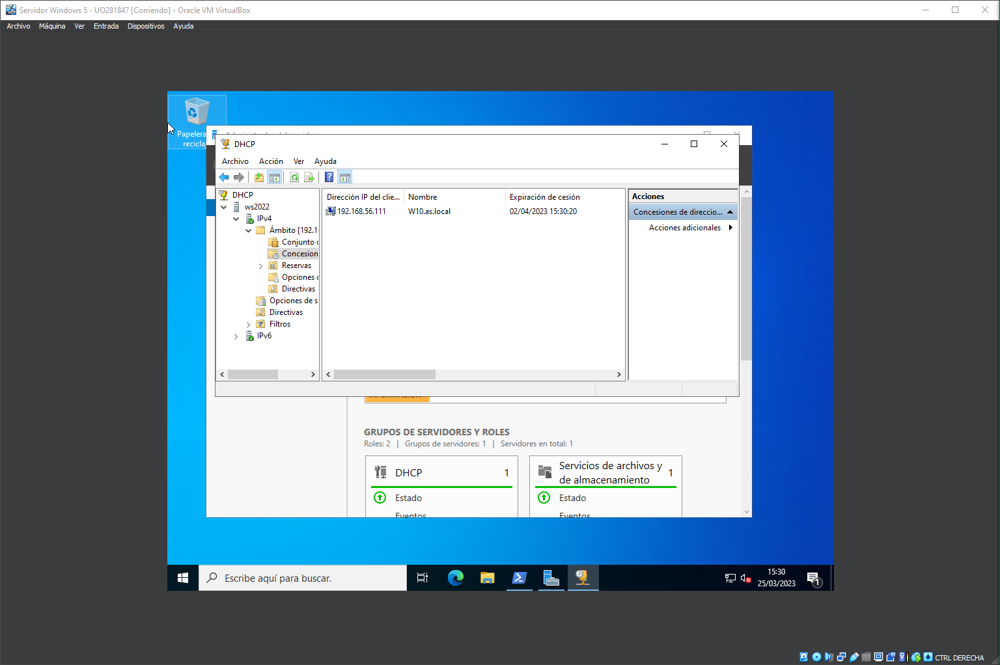 Servidor Windows 5 - UO281847 [Corriendo] - Oracle VM VirtualBox
Archivo Máquina Ver Entrada Dispositivos Ayuda
Papelera
recicla
DHCP
Archivo Acción Ver Ayuda
DHCP
ws2022
IPv4
Ámbito [192.1
Conjunto
Concesion
Reservas
Opciones
Directivas
Opciones de s
Directivas
Filtros
IPv6
Dirección IP del clie... Nombre Expiración de cesión
192.168.56.111 W10.as.local 02/04/2023 15:30:20
Acciones
Concesiones de direccio...
Acciones adicionales
GRUPOS DE SERVIDORES Y ROLES
Roles: 2 | Grupos de servidores: 1 | Servidores en total: 1
DHCP 1
Estado
Eventos
Servicios de archivos y
de almacenamiento 1
Estado
Eventos
Escribe aquí para buscar.
15:30
25/03/2023
1
CTRL DERECHA